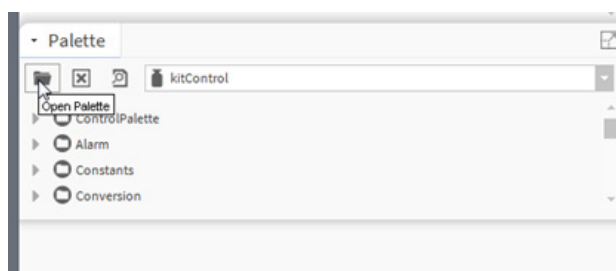 Palette
kitControl
Open Palette
ControlPalette
Alarm
Constants
Conversion